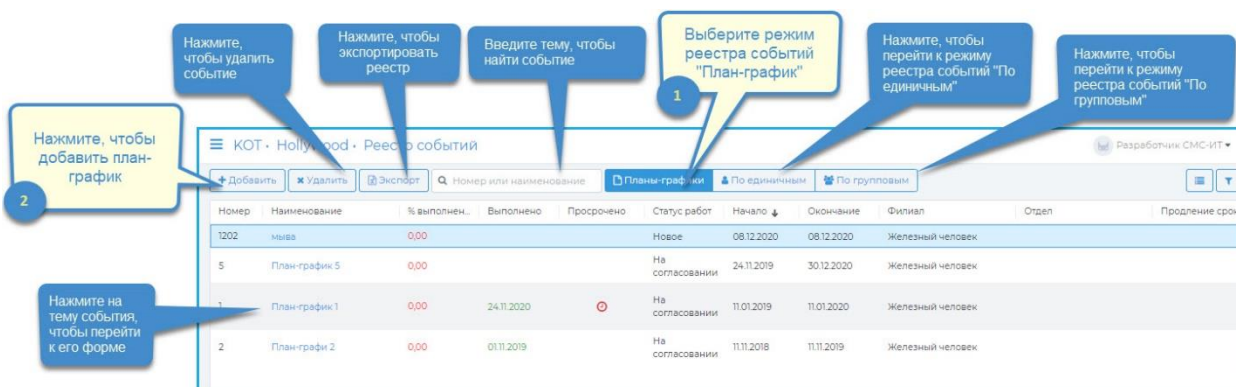 Нажмите,
чтобы удалить
событие
Нажмите, чтобы
экспортировать
реестр
Введите тему, чтобы
найти событие
Выберите режим
реестра событий
"План-график"
1
Нажмите, чтобы
перейти к режиму
реестра событий "По
единичным"
Нажмите, чтобы
перейти к режиму
реестра событий "По
групповым"
Нажмите, чтобы
добавить план-
график
2
КОТ · Hollywood · Реестр событий
Разработчик СМС-ИТ
Добавить Удалить Экспорт Номер или наименование Планы-графики По единичным По групповым
Номер Наименование % выполнен... Выполнено Просрочено Статус работ Начало Окончание Филиал Отдел Продление срок
1202 мыва 0,00 Новое 08.12.2020 08.12.2020 Железный человек
5 План-график 5 0,00 На согласовании 24.11.2019 30.12.2020 Железный человек
1 План-график 1 0,00 24.11.2020 На согласовании 11.01.2019 11.01.2020 Железный человек
2 План-графи 2 0,00 01.11.2019 На согласовании 11.11.2018 11.11.2019 Железный человек
Нажмите на
тему события,
чтобы перейти
к его форме